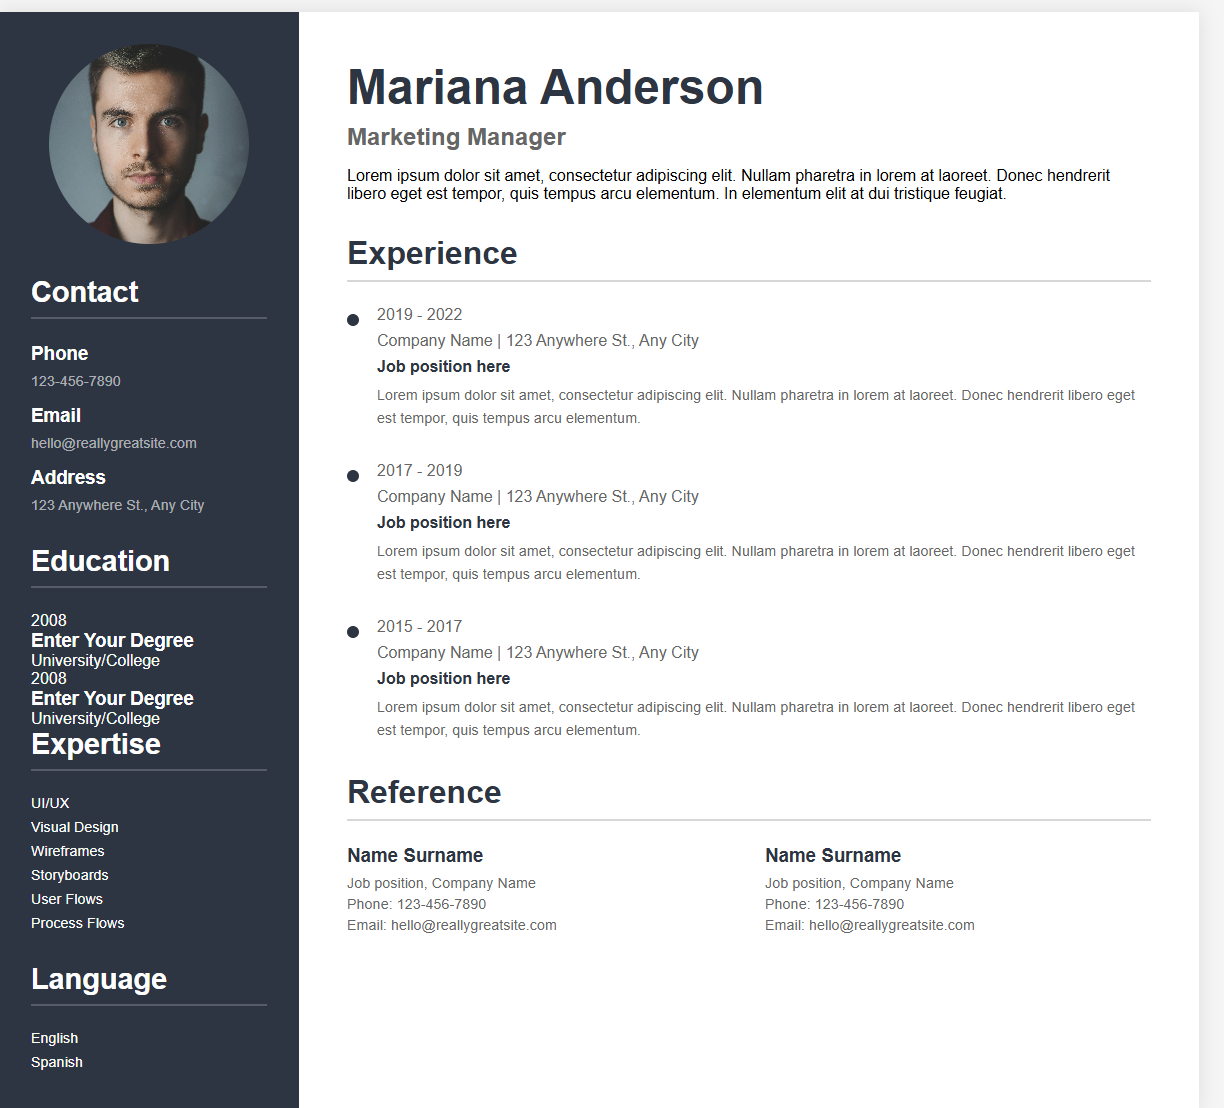 Contact
Phone
123-456-7890
Email
hello@reallygreatsite.com
Address
123 Anywhere St., Any City
Education
2008
Enter Your Degree
University/College
2008
Enter Your Degree
University/College
Expertise
UI/UX
Visual Design
Wireframes
Storyboards
User Flows
Process Flows
Language
English
Spanish
Mariana Anderson
Marketing Manager
Lorem ipsum dolor sit amet, consectetur adipiscing elit. Nullam pharetra in lorem at laoreet. Donec hendrerit
libero eget est tempor, quis tempus arcu elementum. In elementum elit at dui tristique feugiat.
Experience
2019 - 2022
Company Name | 123 Anywhere St., Any City
Job position here
Lorem ipsum dolor sit amet, consectetur adipiscing elit. Nullam pharetra in lorem at laoreet. Donec hendrerit libero eget
est tempor, quis tempus arcu elementum.
2017 - 2019
Company Name | 123 Anywhere St., Any City
Job position here
Lorem ipsum dolor sit amet, consectetur adipiscing elit. Nullam pharetra in lorem at laoreet. Donec hendrerit libero eget
est tempor, quis tempus arcu elementum.
2015 - 2017
Company Name | 123 Anywhere St., Any City
Job position here
Lorem ipsum dolor sit amet, consectetur adipiscing elit. Nullam pharetra in lorem at laoreet. Donec hendrerit libero eget
est tempor, quis tempus arcu elementum.
Reference
Name Surname
Job position, Company Name
Phone: 123-456-7890
Email: hello@reallygreatsite.com
Name Surname
Job position, Company Name
Phone: 123-456-7890
Email: hello@reallygreatsite.com